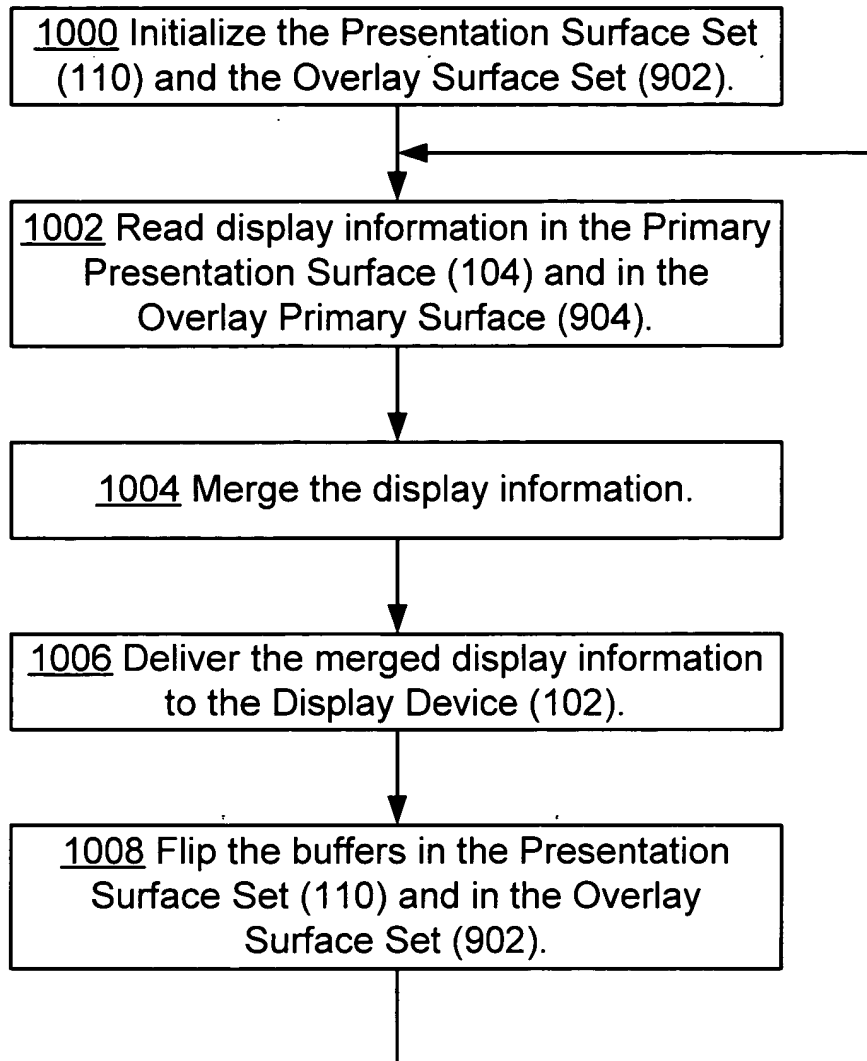 1000 Initialize the Presentation Surface Set
(110) and the Overlay Surface Set (902).
1002 Read display information in the Primary
Presentation Surface (104) and in the
Overlay Primary Surface (904).
1004 Merge the display information.
1006 Deliver the merged display information
to the Display Device (102).
1008 Flip the buffers in the Presentation
Surface Set (110) and in the Overlay
Surface Set (902).